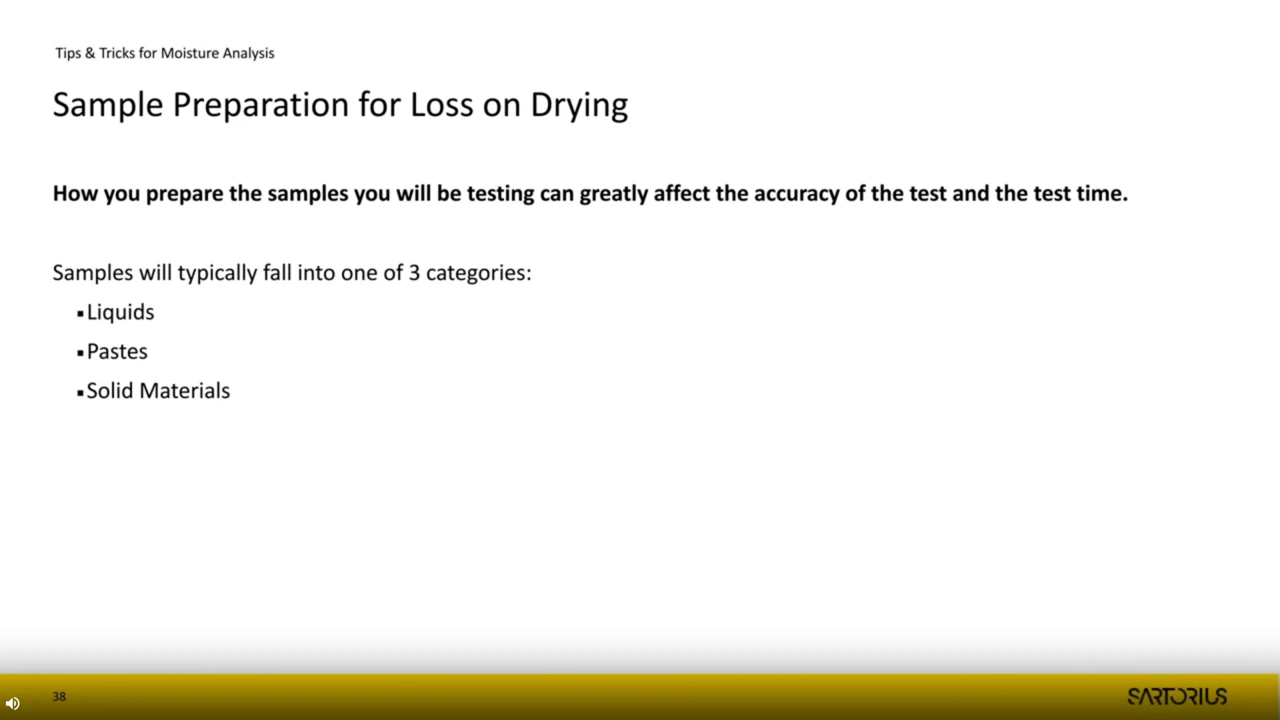 Tips & Tricks for Moisture Analysis
Sample Preparation for Loss on Drying
How you prepare the samples you will be testing can greatly affect the accuracy of the test and the test time.
Samples will typically fall into one of 3 categories:
▪Liquids
▪Pastes
▪Solid Materials
38
SARTORIUS